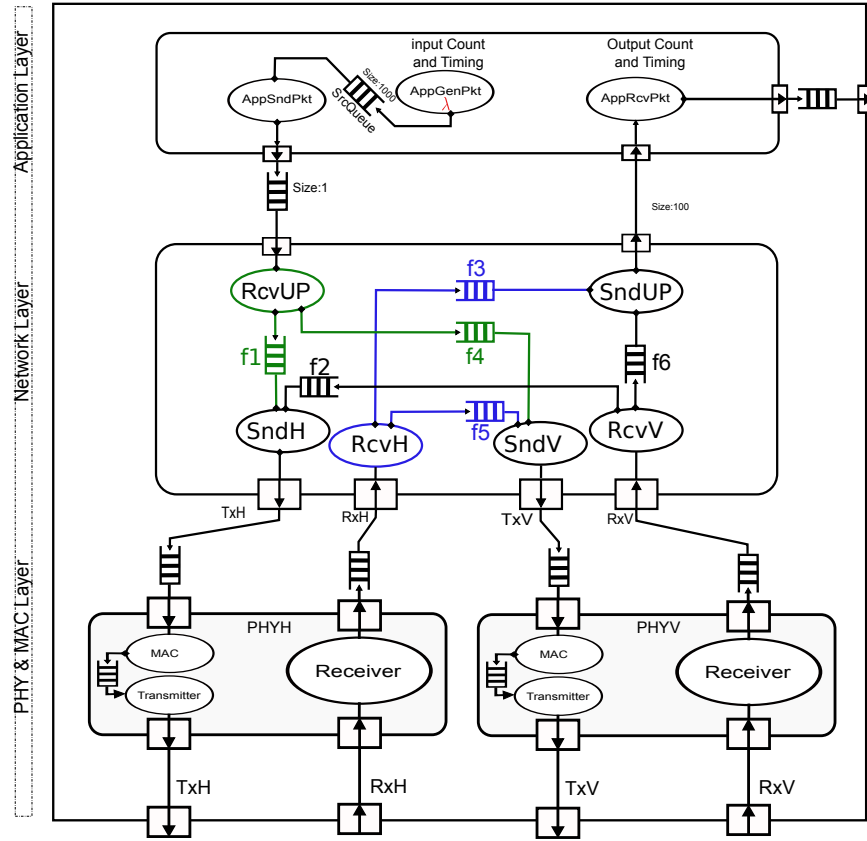 Application Layer
input Count
and Timing
Output Count
and Timing
AppSndPkt
Size:1000
SrcQueue
AppGenPkt
AppRcvPkt
Size:1
Size:100
Network Layer
RcvUP
f3
SndUP
f1
f4
f2
f6
SndH
RcvH
f5
SndV
RcvV
TxH
RxH
TxV
RxV
PHY & MAC Layer
PHYH
PHYV
MAC
Receiver
Transmitter
MAC
Receiver
Transmitter
TxH
RxH
TxV
RxV